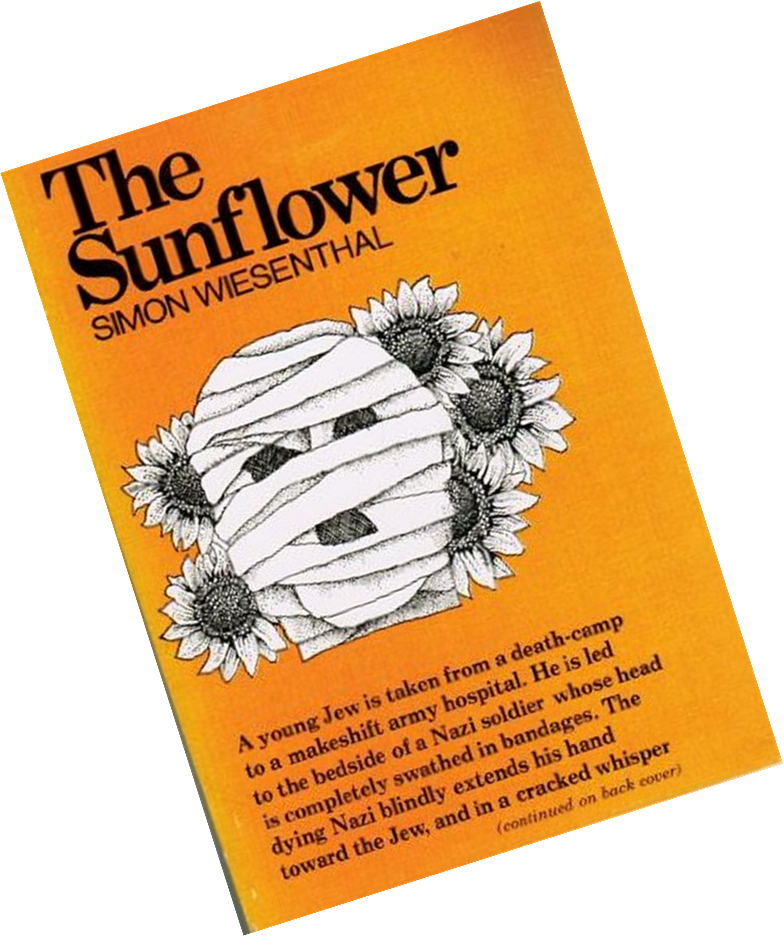 The
Sunflower
SIMON WIESENTHAL
A young Jew is taken from a death-camp
to a makeshift army hospital. He is led
to the bedside of a Nazi soldier whose head
is completely swathed in bandages. The
dying Nazi blindly extends his hand
toward the Jew, and in a cracked whisper
(continued on back cover)